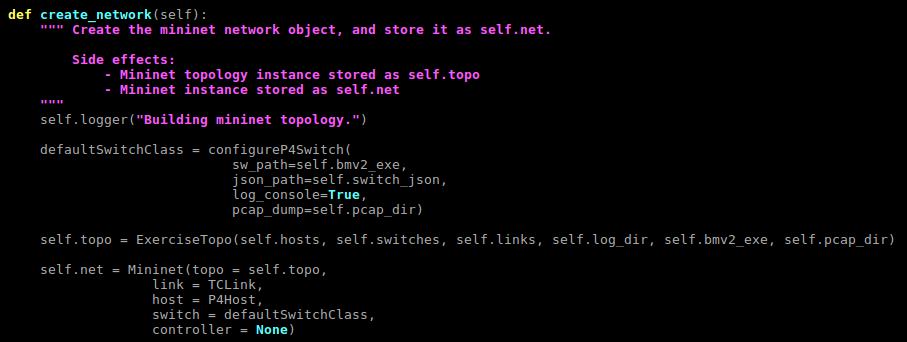 def create_network(self):
    """ Create the mininet network object, and store it as self.net.
        Side effects:
            - Mininet topology instance stored as self.topo
            - Mininet instance stored as self.net
    """
    self.logger("Building mininet topology.")
    defaultSwitchClass = configureP4Switch(
                            sw_path=self.bmv2_exe,
                            json_path=self.switch_json,
                            log_console=True,
                            pcap_dump=self.pcap_dir)
    self.topo = ExerciseTopo(self.hosts, self.switches, self.links, self.log_dir, self.bmv2_exe, self.pcap_dir)
    self.net = Mininet(topo = self.topo,
                  link = TCLink,
                  host = P4Host,
                  switch = defaultSwitchClass,
                  controller = None)